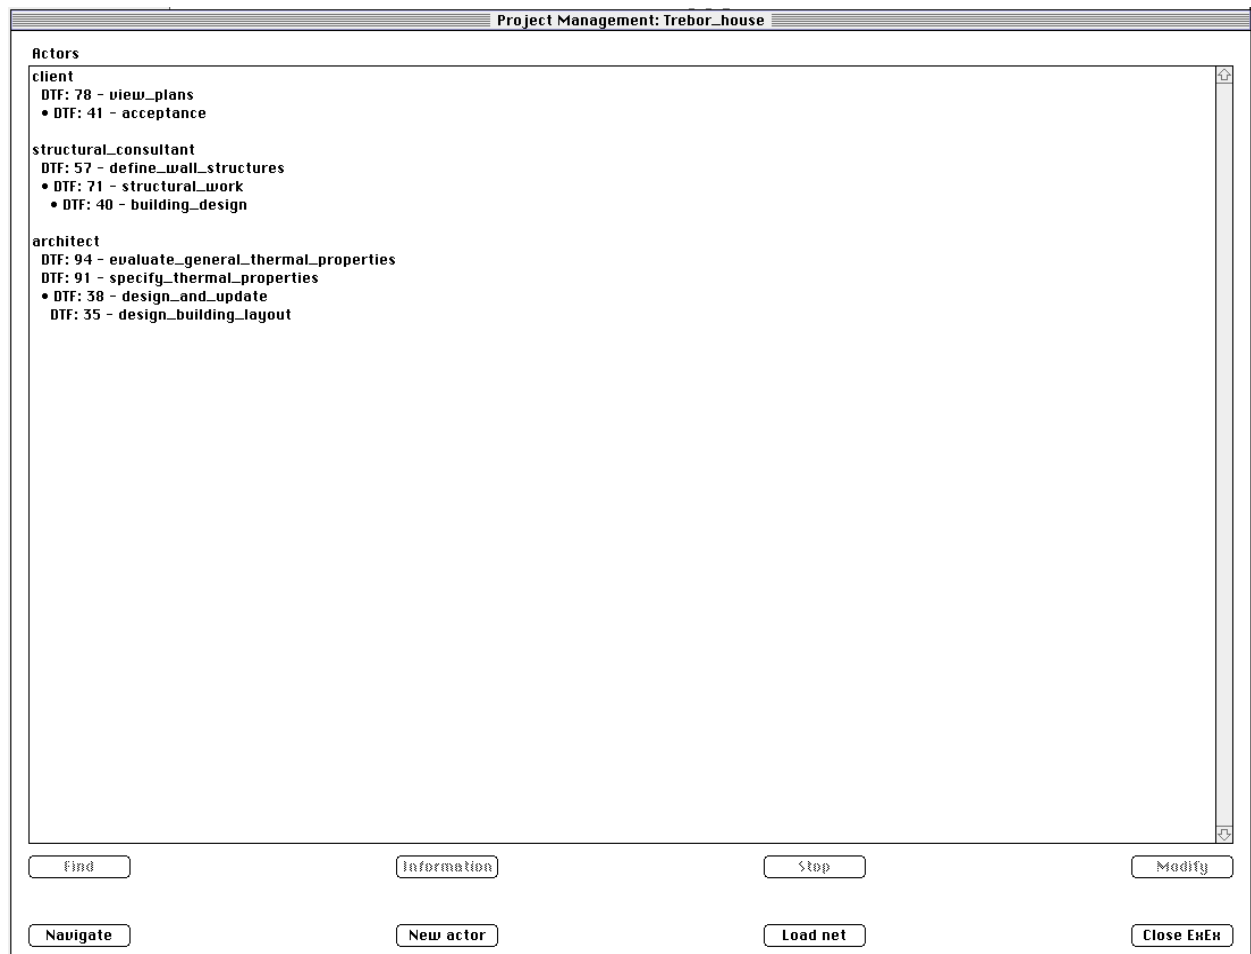 Project Management: Trebor_house
Actors
client
DTF: 78 - view_plans
• DTF: 41 - acceptance
structural_consultant
DTF: 57 - define_wall_structures
• DTF: 71 - structural_work
• DTF: 40 - building_design
architect
DTF: 94 - evaluate_general_thermal_properties
DTF: 91 - specify_thermal_properties
• DTF: 38 - design_and_update
DTF: 35 - design_building_layout
Find Information Stop Modify
Navigate New actor Load net Close ExEx